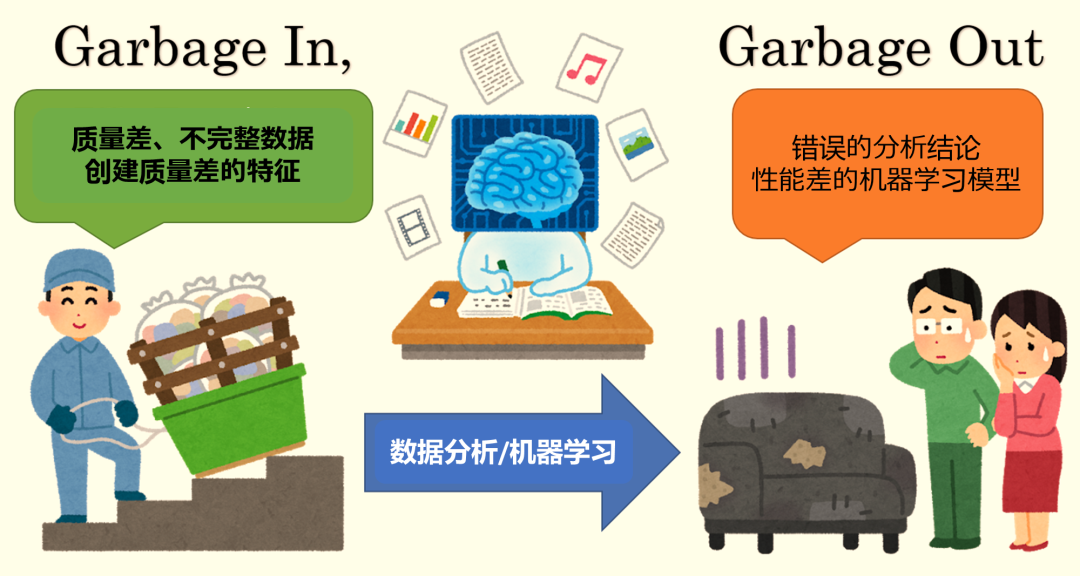 Garbage In,
Garbage Out
质量差、不完整数据
创建质量差的特征
错误的分析结论
性能差的机器学习模型
数据分析/机器学习